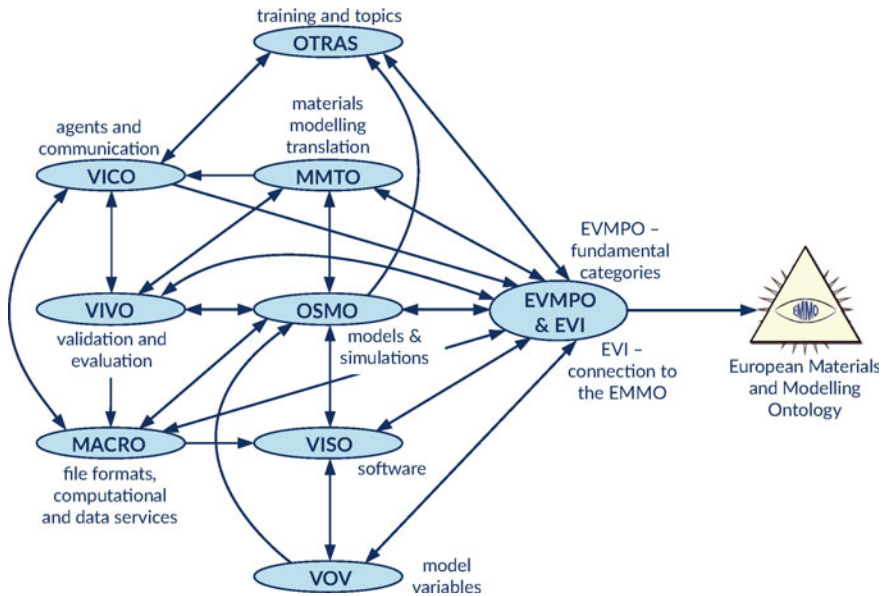 training and topics
OTRAS
materials
modelling
translation
agents and
communication
VICO
MMTO
EVMPO –
fundamental
categories
VIVO
OSMO
EVMPO
& EVI
EMMO
validation and
evaluation
models &
simulations
EVI –
connection to
the EMMO
European Materials
and Modelling
Ontology
MACRO
VISO
file formats,
computational
and data services
software
VOV
model
variables